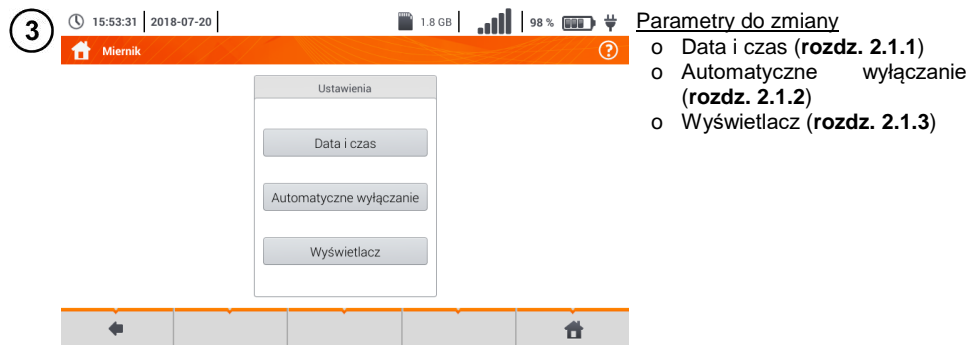 3
15:53:31 2018-07-20 1.8 GB 98 %
Miernik ?
Ustawienia
Data i czas
Automatyczne wyłączanie
Wyświetlacz
Parametry do zmiany
o Data i czas (rozdz. 2.1.1)
o Automatyczne wyłączanie
(rozdz. 2.1.2)
o Wyświetlacz (rozdz. 2.1.3)